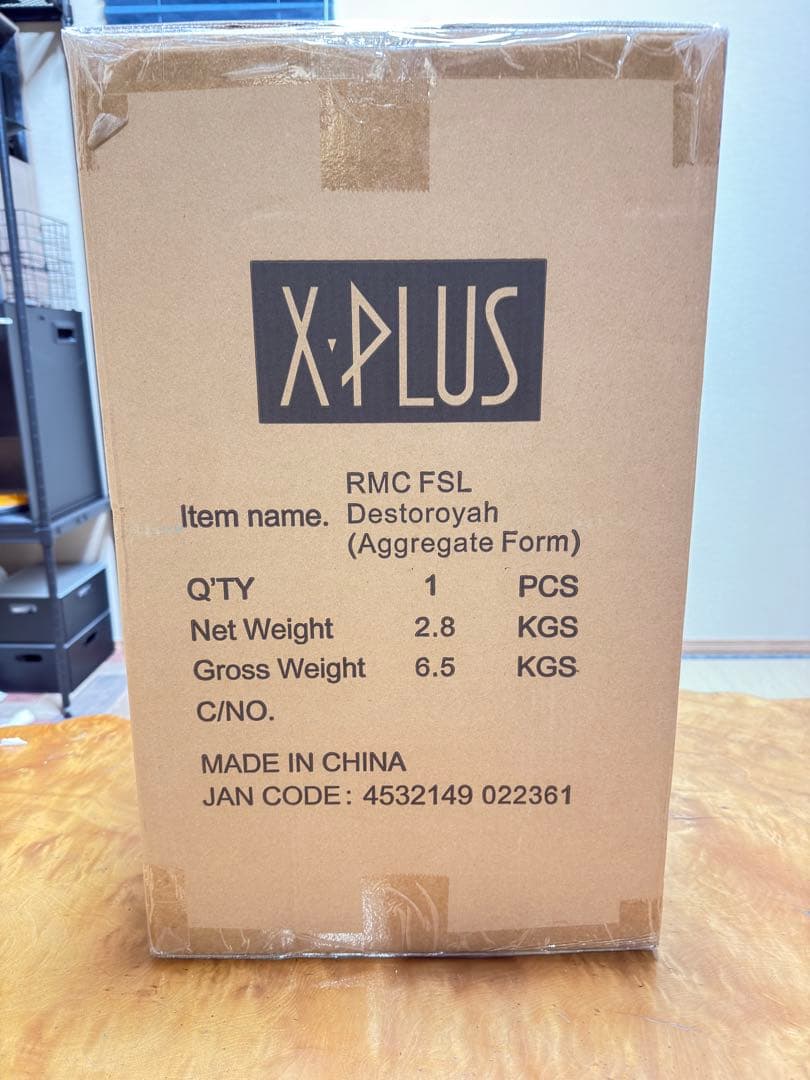 X·PLUS
RMC FSL
Item name. Destoroyah
(Aggregate Form)
Q'TY 1 PCS
Net Weight 2.8 KGS
Gross Weight 6.5 KGS
C/NO.
MADE IN CHINA
JAN CODE: 4532149 022361